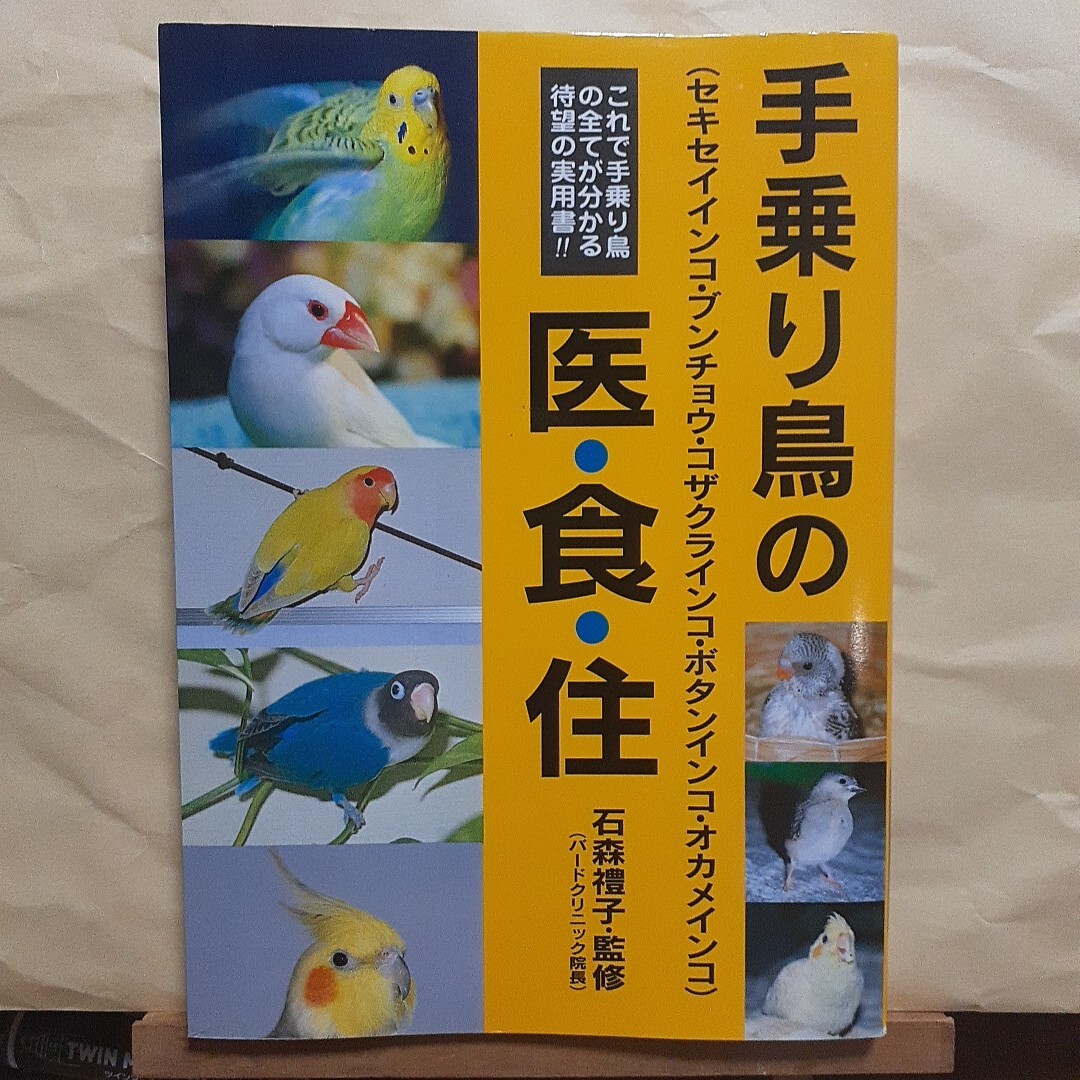 手乗り鳥の
(セキセイインコ・ブンチョウ・コザクラインコ・ボタンインコ・オカメインコ)
これで手乗り鳥
の全てが分かる
待望の実用書!!
医・食・住
石森禮子・監修
(バードクリニック院長)
TWIN